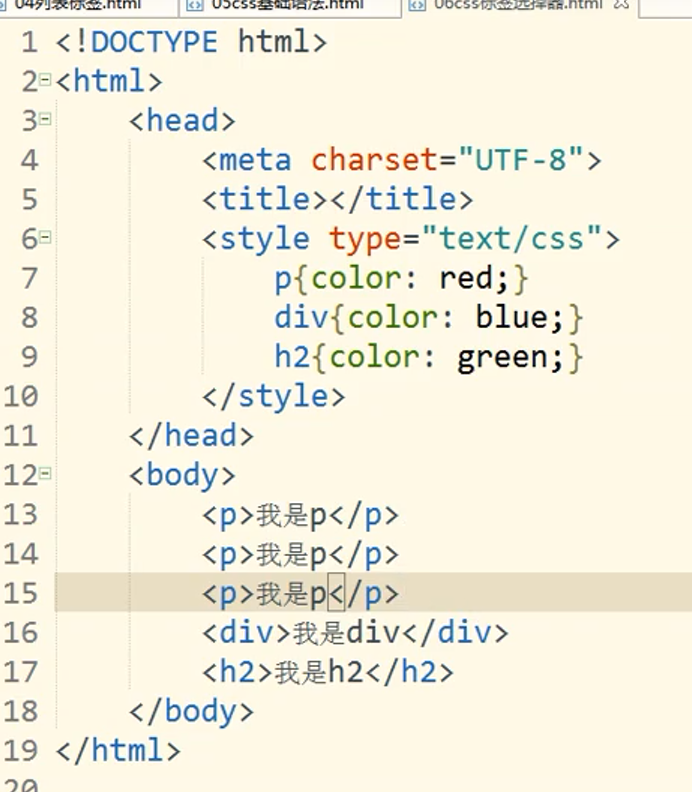 04列表标签.html 05css基础语法.html 06css标签选择器.html
1 <!DOCTYPE html>
2 <html>
3 <head>
4 <meta charset="UTF-8">
5 <title></title>
6 <style type="text/css">
7 p{color: red;}
8 div{color: blue;}
9 h2{color: green;}
10 </style>
11 </head>
12 <body>
13 <p>我是p</p>
14 <p>我是p</p>
15 <p>我是p</p>
16 <div>我是div</div>
17 <h2>我是h2</h2>
18 </body>
19 </html>
20